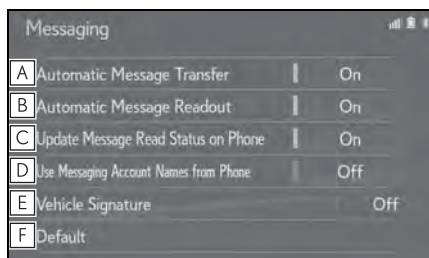 Messaging
A Automatic Message Transfer On
B Automatic Message Readout On
C Update Message Read Status on Phone On
D Use Messaging Account Names from Phone Off
E Vehicle Signature Off
F Default